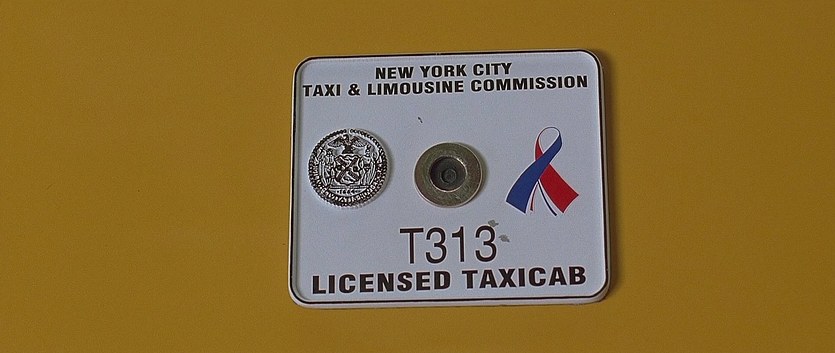 NEW YORK CITY
TAXI & LIMOUSINE COMMISSION
T313
LICENSED TAXICAB